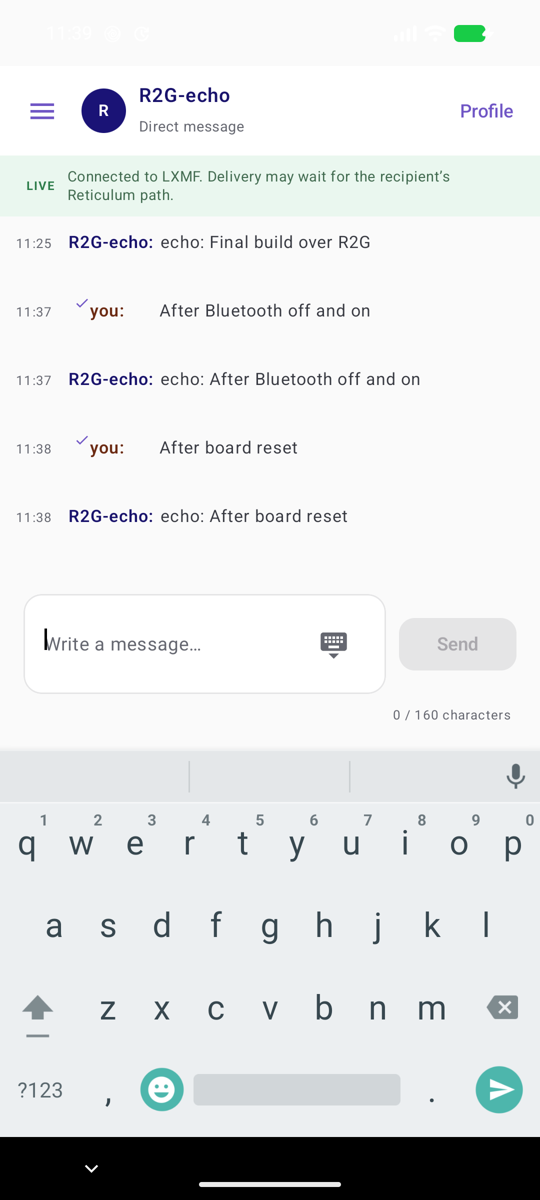 11:39
R
R2G-echo
Direct message
Profile
LIVE
Connected to LXMF. Delivery may wait for the recipient’s
Reticulum path.
11:25 R2G-echo: echo: Final build over R2G
11:37 you: After Bluetooth off and on
11:37 R2G-echo: echo: After Bluetooth off and on
11:38 you: After board reset
11:38 R2G-echo: echo: After board reset
Write a message…
Send
0 / 160 characters
1 2 3 4 5 6 7 8 9 0
q w e r t y u i o p
a s d f g h j k l
z x c v b n m
?123 , .